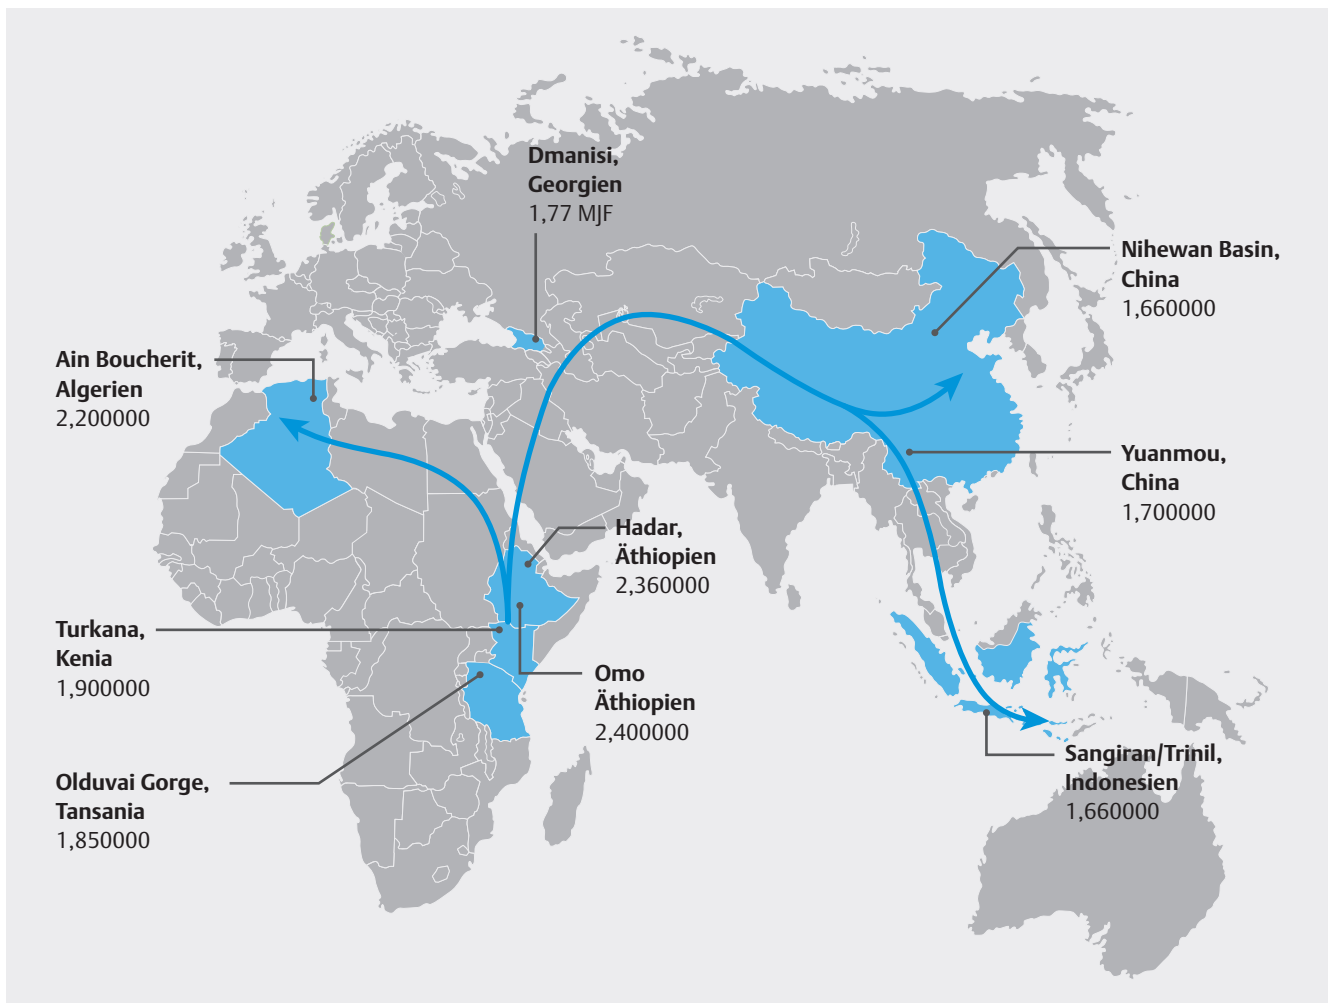 Dmanisi,
Georgien
1,77 MJF
Nihewan Basin,
China
1,660000
Ain Boucherit,
Algerien
2,200000
Yuanmou,
China
1,700000
Hadar,
Äthiopien
2,360000
Turkana,
Kenia
1,900000
Omo
Äthiopien
2,400000
Sangiran/Trinil,
Indonesien
1,660000
Olduvai Gorge,
Tansania
1,850000